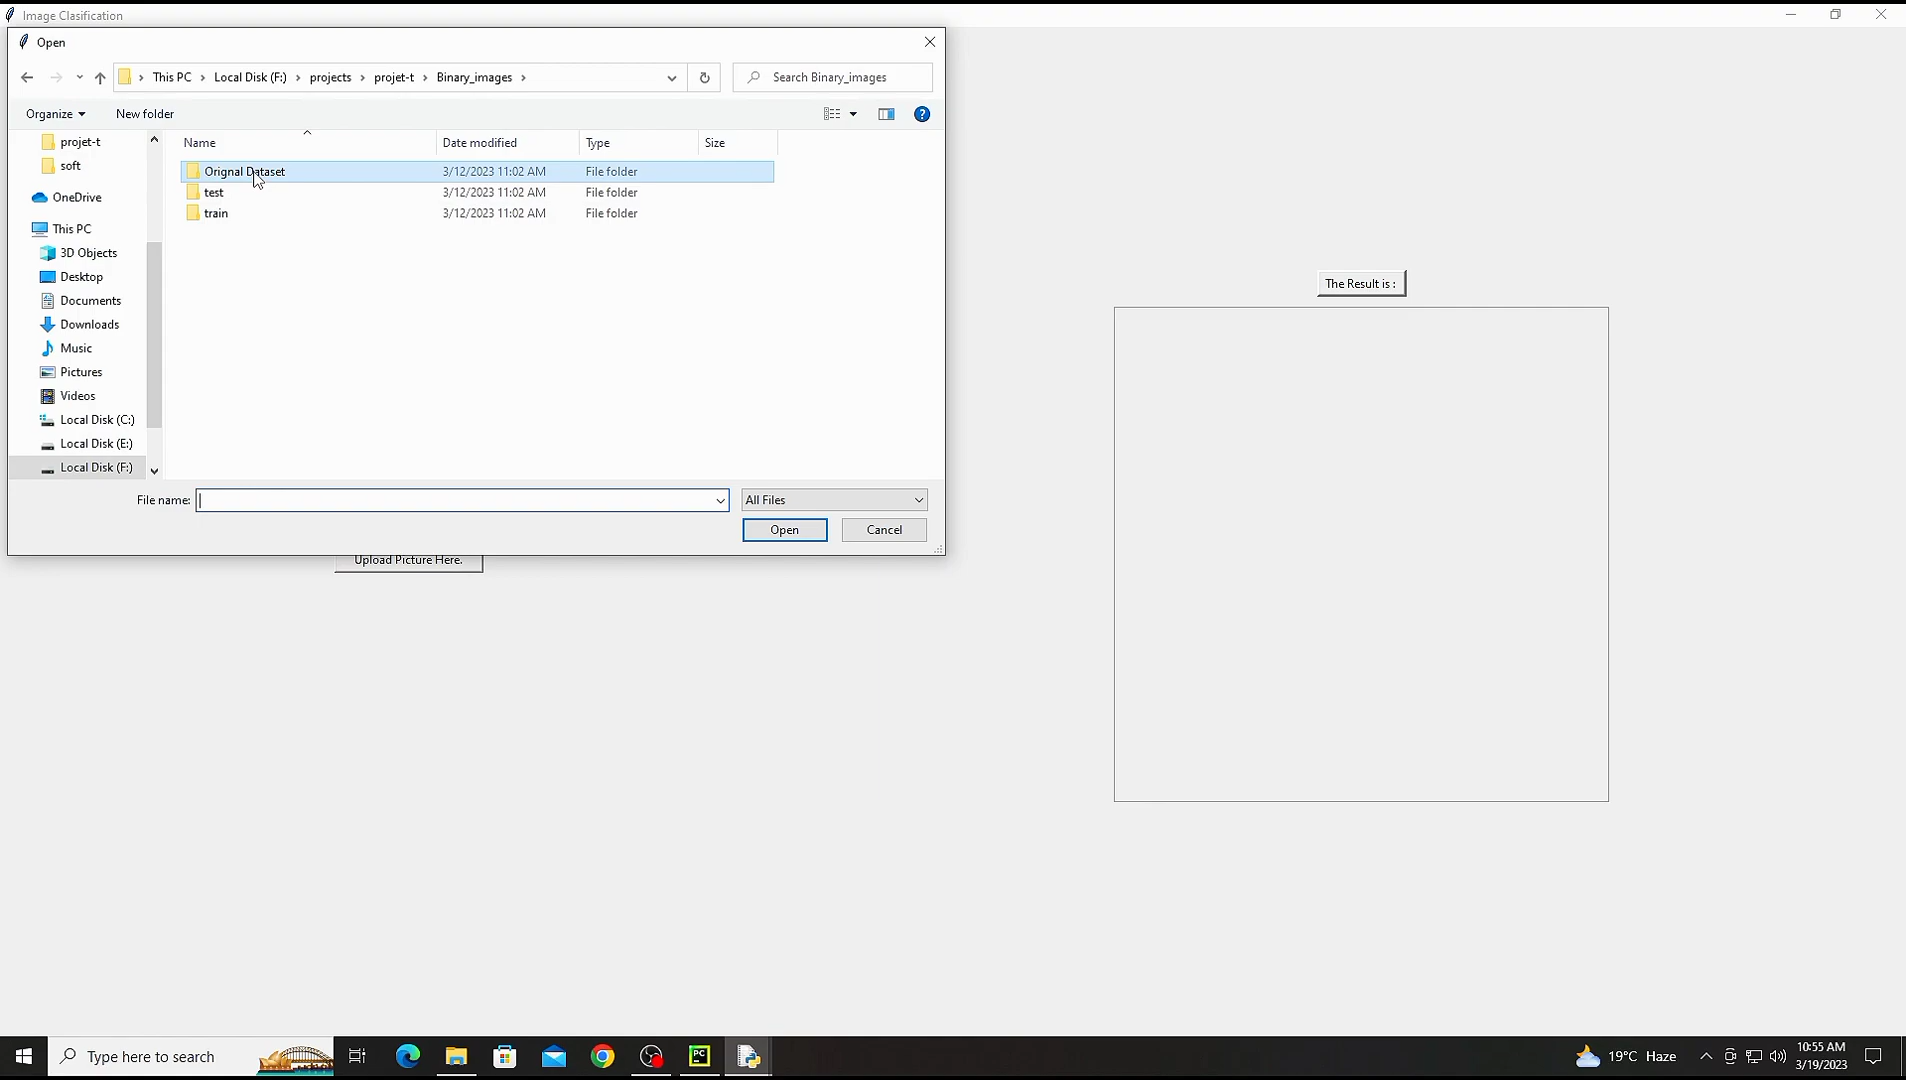 Image Clasification
Open
This PC > Local Disk (F:) > projects > projet-t > Binary_images >
Search Binary_images
Organize
New folder
Name
Date modified
Type
Size
projet-t
soft
OneDrive
This PC
3D Objects
Desktop
Documents
Downloads
Music
Pictures
Videos
Local Disk (C:)
Local Disk (E:)
Local Disk (F:)
Orignal Dataset 3/12/2023 11:02 AM File folder
test 3/12/2023 11:02 AM File folder
train 3/12/2023 11:02 AM File folder
File name:
All Files
Open
Cancel
Upload Picture Here.
The Result is :
Type here to search
PC
19°C Haze
10:55 AM
3/19/2023